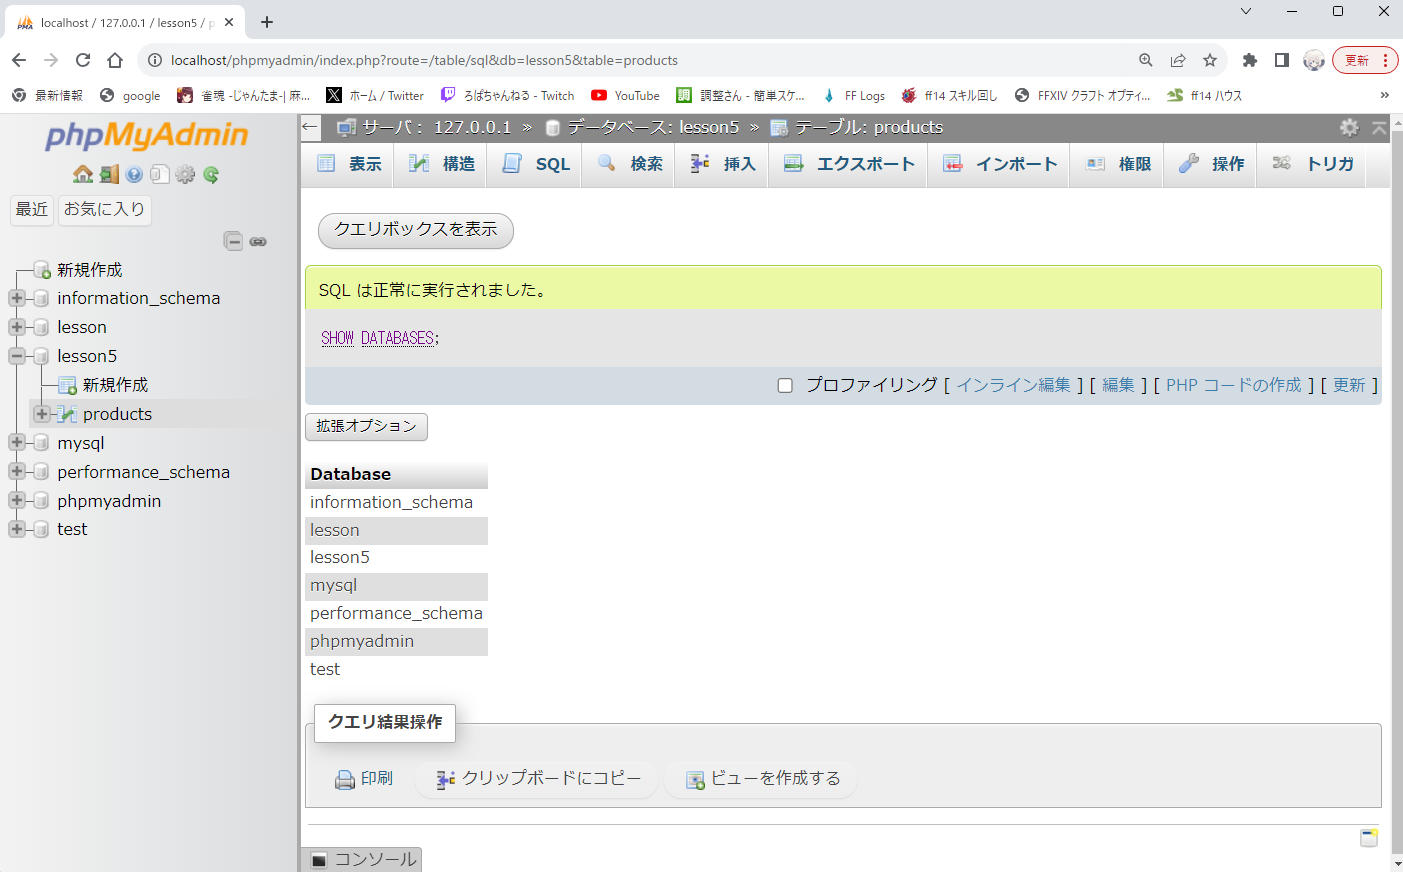 localhost / 127.0.0.1 / lesson5 / p
localhost/phpmyadmin/index.php?route=/table/sql&db=lesson5&table=products
更新
最新情報
google
雀魂 -じゃんたま-| 麻...
ホーム / Twitter
ろぱちゃんねる - Twitch
YouTube
調整さん - 簡単スケ...
FF Logs
ff14 スキル回し
FFXIV クラフト オプティ...
ff14 ハウス
»
phpMyAdmin
最近
お気に入り
新規作成
information_schema
lesson
lesson5
新規作成
products
mysql
performance_schema
phpmyadmin
test
サーバ： 127.0.0.1 » データベース: lesson5 » テーブル: products
表示
構造
SQL
検索
挿入
エクスポート
インポート
権限
操作
トリガ
クエリボックスを表示
SQL は正常に実行されました。
SHOW DATABASES;
プロファイリング [ インライン編集 ] [ 編集 ] [ PHP コードの作成 ] [ 更新 ]
拡張オプション
Database
information_schema
lesson
lesson5
mysql
performance_schema
phpmyadmin
test
クエリ結果操作
印刷
クリップボードにコピー
ビューを作成する
コンソール